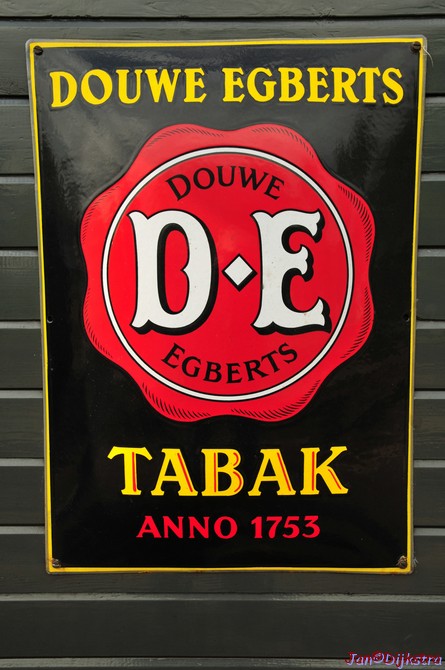 DOUWE EGBERTS
DOUWE
D◆E
EGBERTS
TABAK
ANNO 1753
Jan©Dijkstra